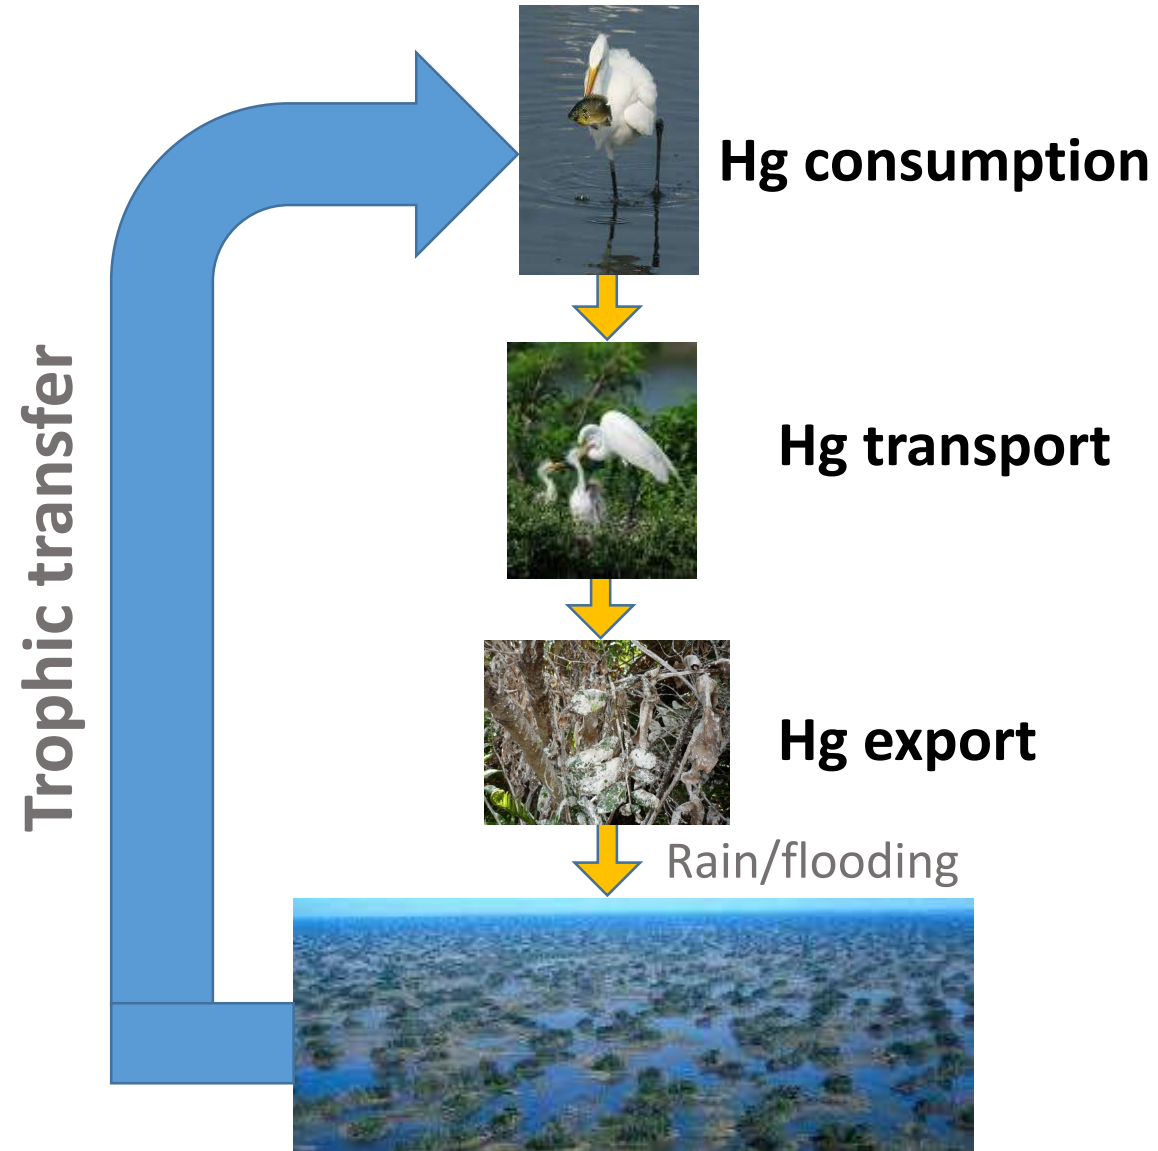 Hg consumption
Hg transport
Trophic transfer
Hg export
Rain/flooding